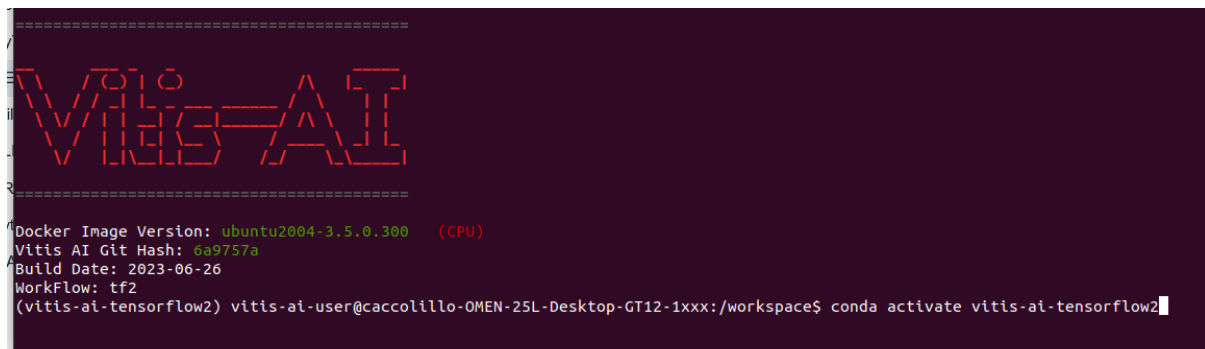 ==========================================
Vitis-AI
==========================================
Docker Image Version: ubuntu2004-3.5.0.300 (CPU)
Vitis AI Git Hash: 6a9757a
Build Date: 2023-06-26
WorkFlow: tf2
(vitis-ai-tensorflow2) vitis-ai-user@caccolillo-OMEN-25L-Desktop-GT12-1xxx:/workspace$ conda activate vitis-ai-tensorflow2